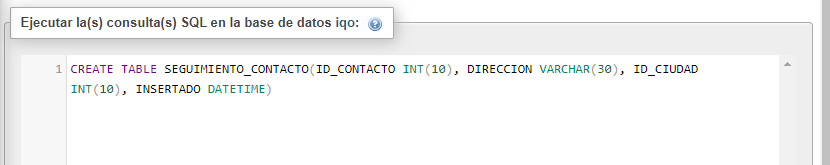 Ejecutar la(s) consulta(s) SQL en la base de datos iqo:
1 CREATE TABLE SEGUIMIENTO_CONTACTO(ID_CONTACTO INT(10), DIRECCION VARCHAR(30), ID_CIUDAD
INT(10), INSERTADO DATETIME)